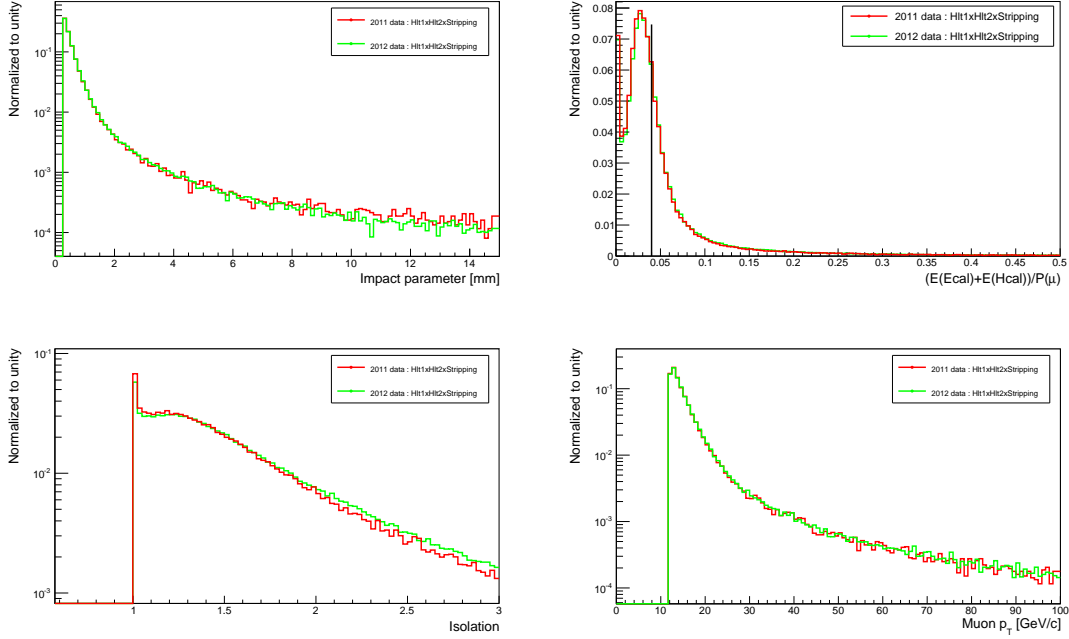 Normalized to unity
2011 data : Hlt1xHlt2xStripping
2012 data : Hlt1xHlt2xStripping
10⁻¹
10⁻²
10⁻³
10⁻⁴
0 2 4 6 8 10 12 14
Impact parameter [mm]
Normalized to unity
2011 data : Hlt1xHlt2xStripping
2012 data : Hlt1xHlt2xStripping
0.08
0.07
0.06
0.05
0.04
0.03
0.02
0.01
0
0 0.05 0.1 0.15 0.2 0.25 0.3 0.35 0.4 0.45 0.5
(E(Ecal)+E(Hcal))/P(μ)
Normalized to unity
2011 data : Hlt1xHlt2xStripping
2012 data : Hlt1xHlt2xStripping
10⁻¹
10⁻²
10⁻³
1 1.5 2 2.5 3
Isolation
Normalized to unity
2011 data : Hlt1xHlt2xStripping
2012 data : Hlt1xHlt2xStripping
10⁻¹
10⁻²
10⁻³
10⁻⁴
0 10 20 30 40 50 60 70 80 90 100
Muon p_T [GeV/c]